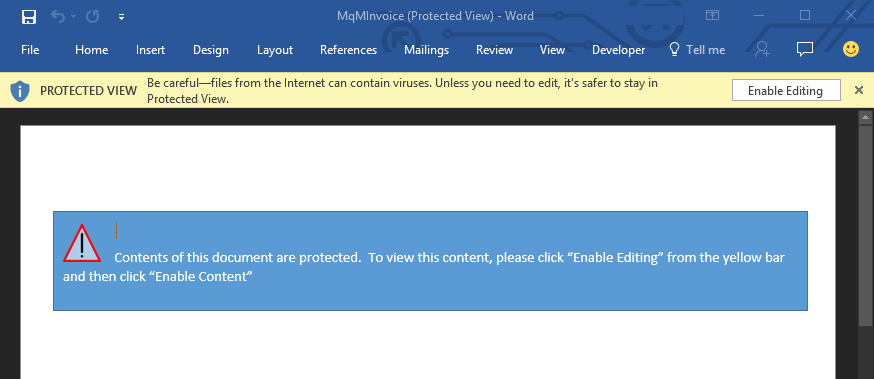 MqMInvoice (Protected View) - Word
File Home Insert Design Layout References Mailings Review View Developer Tell me
PROTECTED VIEW Be careful—files from the Internet can contain viruses. Unless you need to edit, it's safer to stay in
Protected View.
Enable Editing
Contents of this document are protected.  To view this content, please click “Enable Editing” from the yellow bar
and then click “Enable Content”